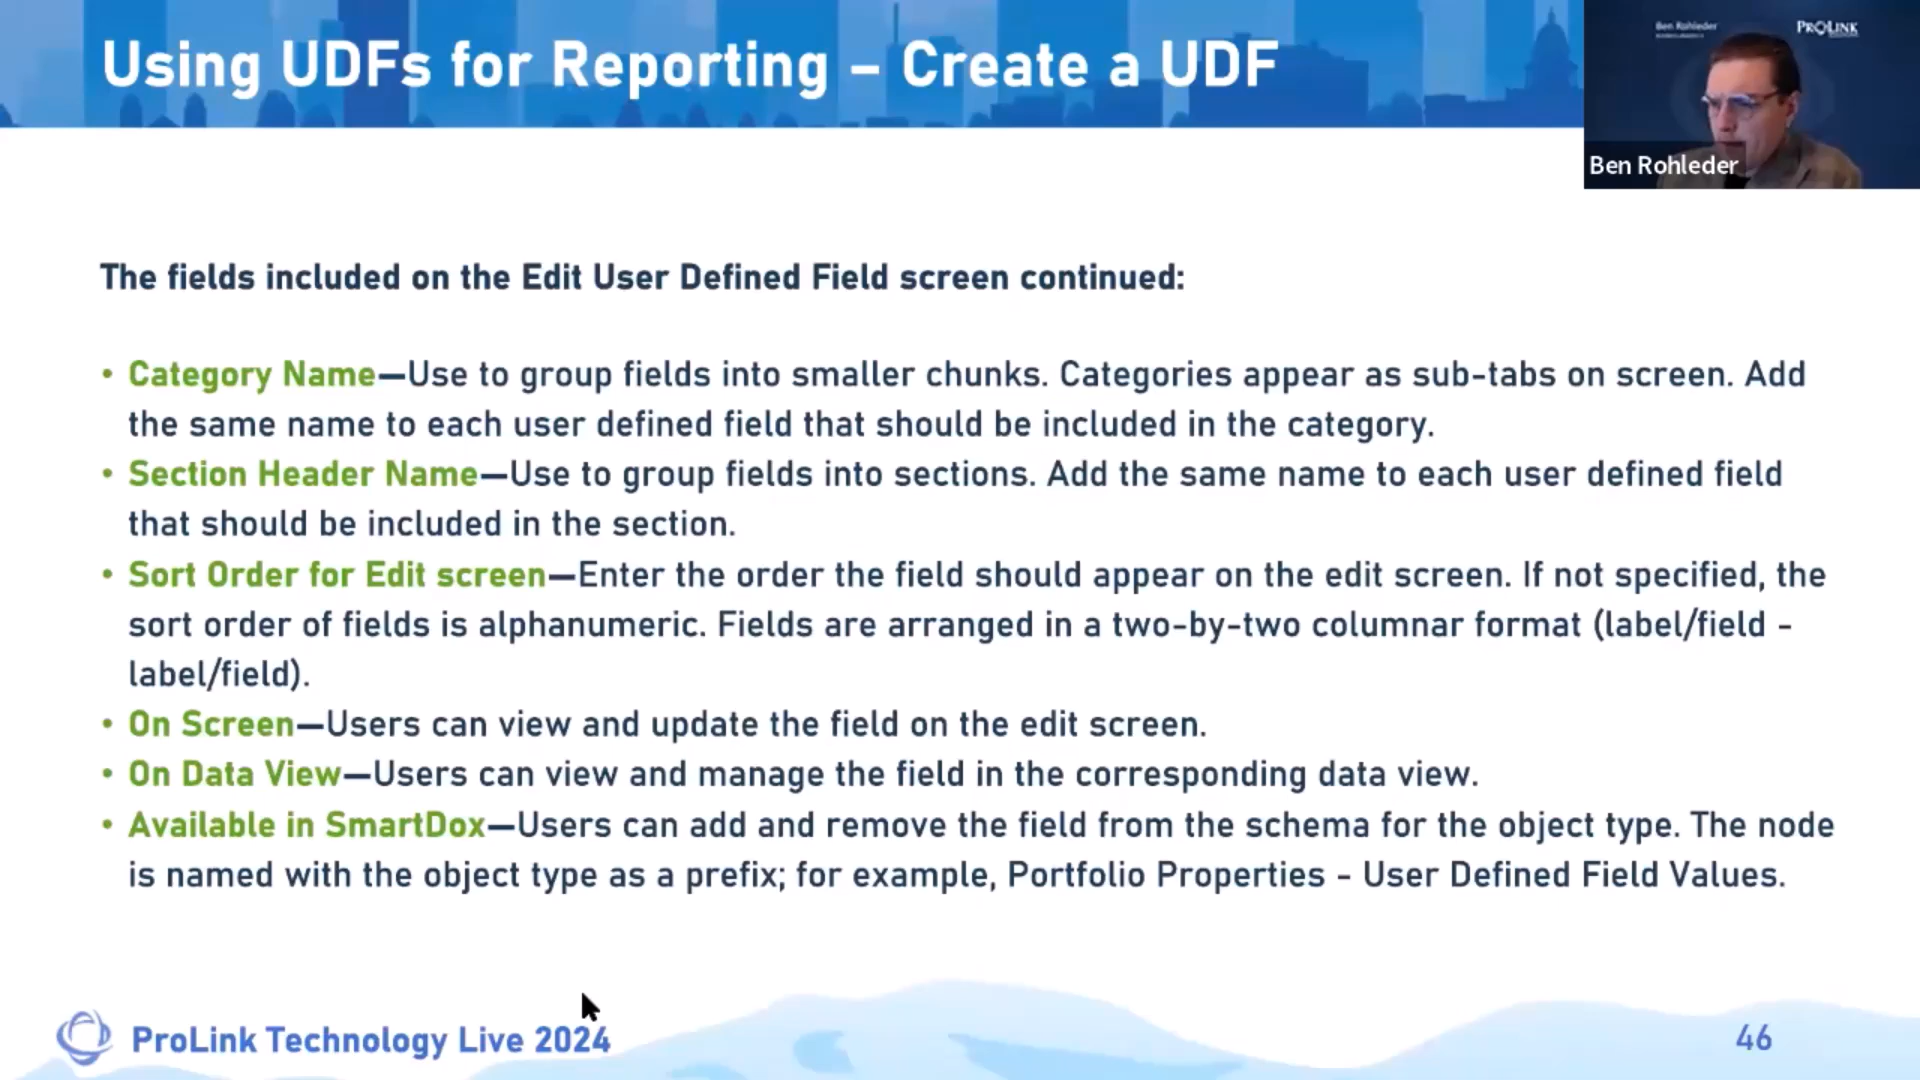 Using UDFs for Reporting – Create a UDF
Ben Rohleder
PROLINK
Ben Rohleder
The fields included on the Edit User Defined Field screen continued:
• Category Name—Use to group fields into smaller chunks. Categories appear as sub-tabs on screen. Add
the same name to each user defined field that should be included in the category.
• Section Header Name—Use to group fields into sections. Add the same name to each user defined field
that should be included in the section.
• Sort Order for Edit screen—Enter the order the field should appear on the edit screen. If not specified, the
sort order of fields is alphanumeric. Fields are arranged in a two-by-two columnar format (label/field -
label/field).
• On Screen—Users can view and update the field on the edit screen.
• On Data View—Users can view and manage the field in the corresponding data view.
• Available in SmartDox—Users can add and remove the field from the schema for the object type. The node
is named with the object type as a prefix; for example, Portfolio Properties - User Defined Field Values.
ProLink Technology Live 2024
46